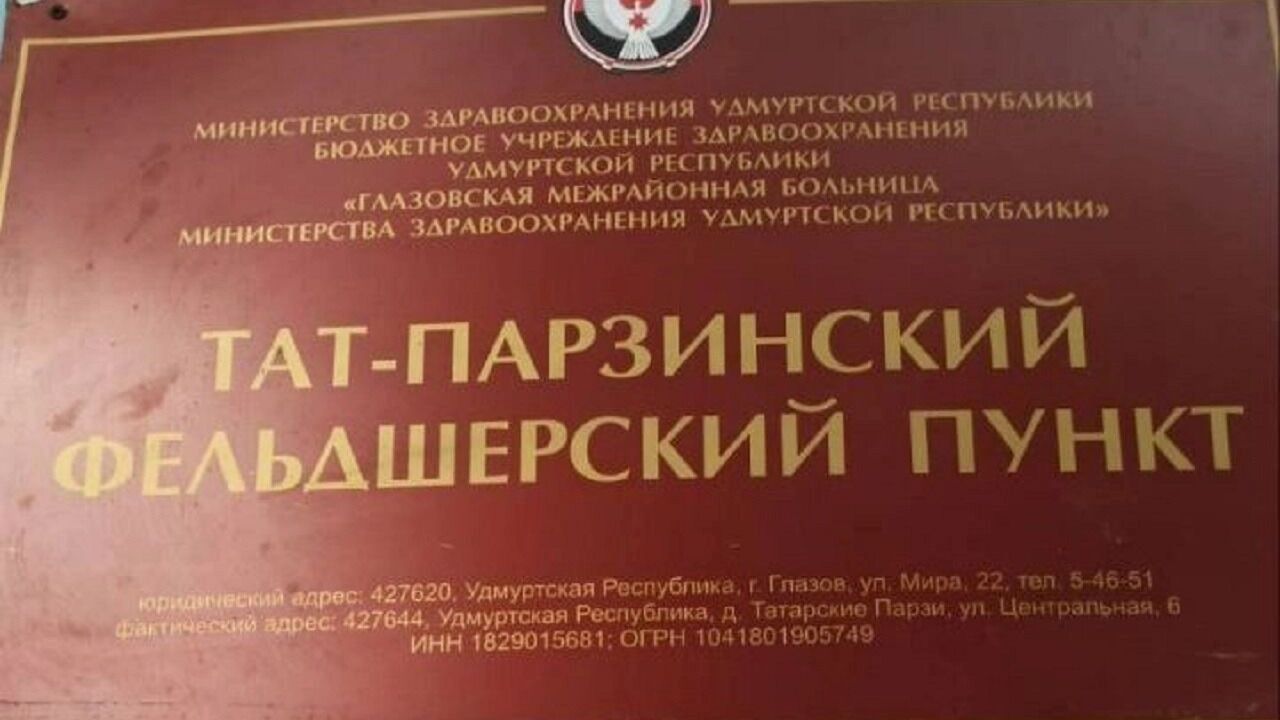 МИНИСТЕРСТВО ЗДРАВООХРАНЕНИЯ УДМУРТСКОЙ РЕСПУБЛИКИ
БЮДЖЕТНОЕ УЧРЕЖДЕНИЕ ЗДРАВООХРАНЕНИЯ
УДМУРТСКОЙ РЕСПУБЛИКИ
«ГЛАЗОВСКАЯ МЕЖРАЙОННАЯ БОЛЬНИЦА
МИНИСТЕРСТВА ЗДРАВООХРАНЕНИЯ УДМУРТСКОЙ РЕСПУБЛИКИ»
ТАТ-ПАРЗИНСКИЙ
ФЕЛЬДШЕРСКИЙ ПУНКТ
юридический адрес: 427620, Удмуртская Республика, г. Глазов, ул. Мира, 22, тел. 5-46-51
фактический адрес: 427644, Удмуртская Республика, д. Татарские Парзи, ул. Центральная, 6
ИНН 1829015681; ОГРН 1041801905749